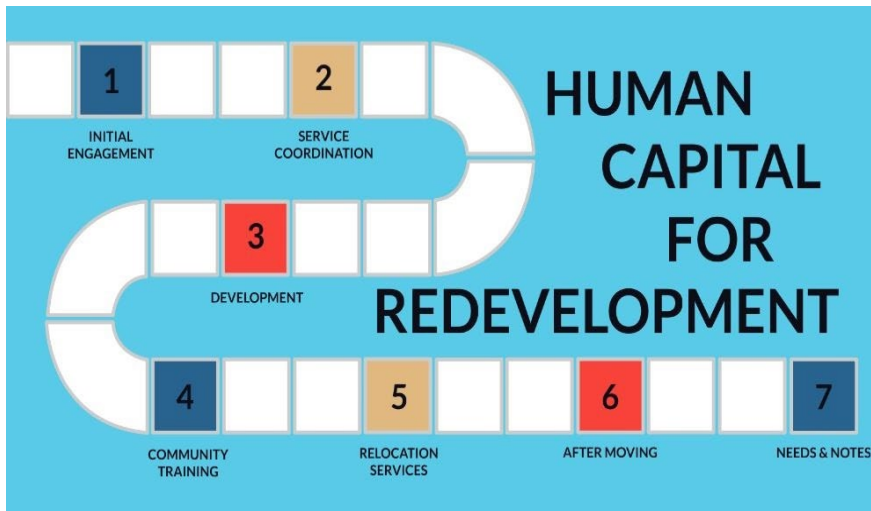 HUMAN
CAPITAL
FOR
REDEVELOPMENT
1
INITIAL
ENGAGEMENT
2
SERVICE
COORDINATION
3
DEVELOPMENT
4
COMMUNITY
TRAINING
5
RELOCATION
SERVICES
6
AFTER MOVING
7
NEEDS & NOTES